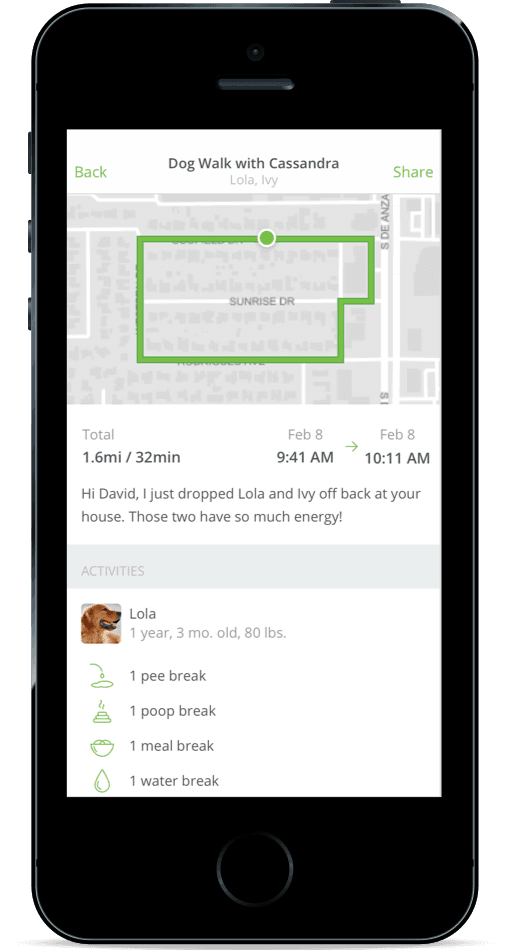 Back
Dog Walk with Cassandra
Share
Lola, Ivy
S DE ANZA
SUNRISE DR
Total
Feb 8
Feb 8
1.6mi / 32min
9:41 AM
→
10:11 AM
Hi David, I just dropped Lola and Ivy off back at your
house. Those two have so much energy!
ACTIVITIES
Lola
1 year, 3 mo. old, 80 lbs.
1 pee break
1 poop break
1 meal break
1 water break